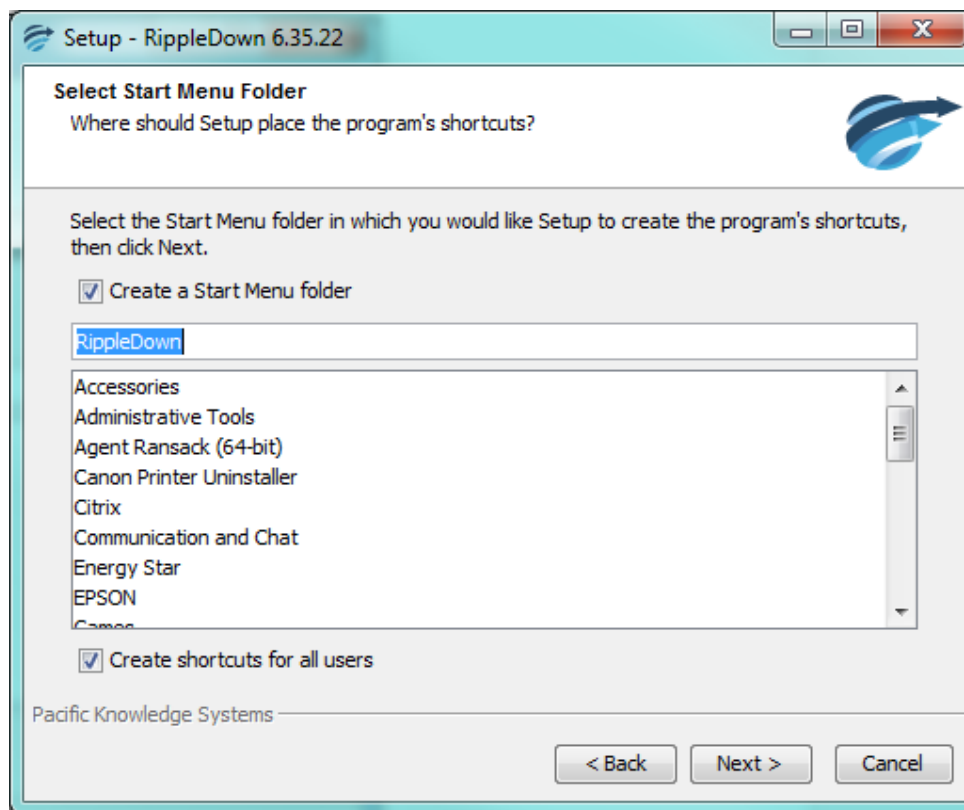 Setup - RippleDown 6.35.22
Select Start Menu Folder
Where should Setup place the program's shortcuts?
Select the Start Menu folder in which you would like Setup to create the program's shortcuts,
then click Next.
Create a Start Menu folder
RippleDown
Accessories
Administrative Tools
Agent Ransack (64-bit)
Canon Printer Uninstaller
Citrix
Communication and Chat
Energy Star
EPSON
Games
Create shortcuts for all users
Pacific Knowledge Systems
< Back
Next >
Cancel